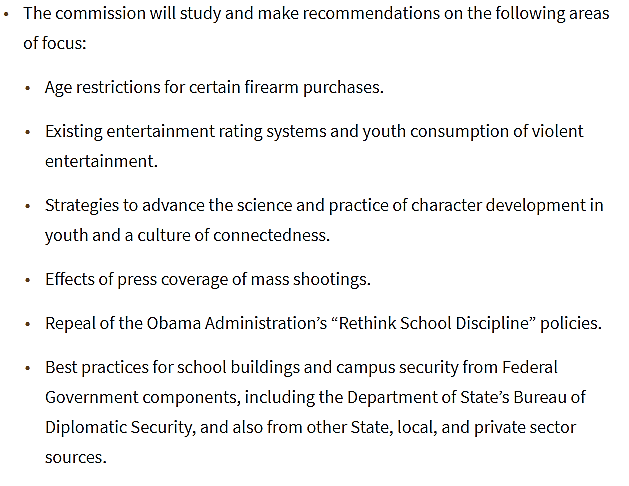 • The commission will study and make recommendations on the following areas
of focus:
• Age restrictions for certain firearm purchases.
• Existing entertainment rating systems and youth consumption of violent
entertainment.
• Strategies to advance the science and practice of character development in
youth and a culture of connectedness.
• Effects of press coverage of mass shootings.
• Repeal of the Obama Administration’s “Rethink School Discipline” policies.
• Best practices for school buildings and campus security from Federal
Government components, including the Department of State’s Bureau of
Diplomatic Security, and also from other State, local, and private sector
sources.